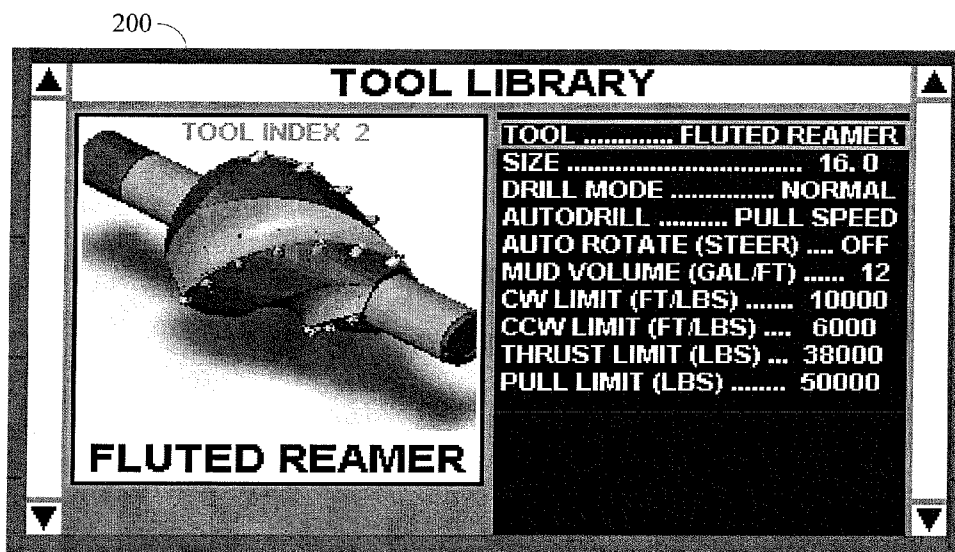 200
TOOL LIBRARY
TOOL INDEX 2
FLUTED REAMER
TOOL ............. FLUTED REAMER
SIZE .................................. 16.0
DRILL MODE ............... NORMAL
AUTODRILL .......... PULL SPEED
AUTO ROTATE (STEER) .... OFF
MUD VOLUME (GAL/FT) ...... 12
CW LIMIT (FT/LBS) ....... 10000
CCW LIMIT (FT/LBS) .... 6000
THRUST LIMIT (LBS) ... 38000
PULL LIMIT (LBS) ........ 50000